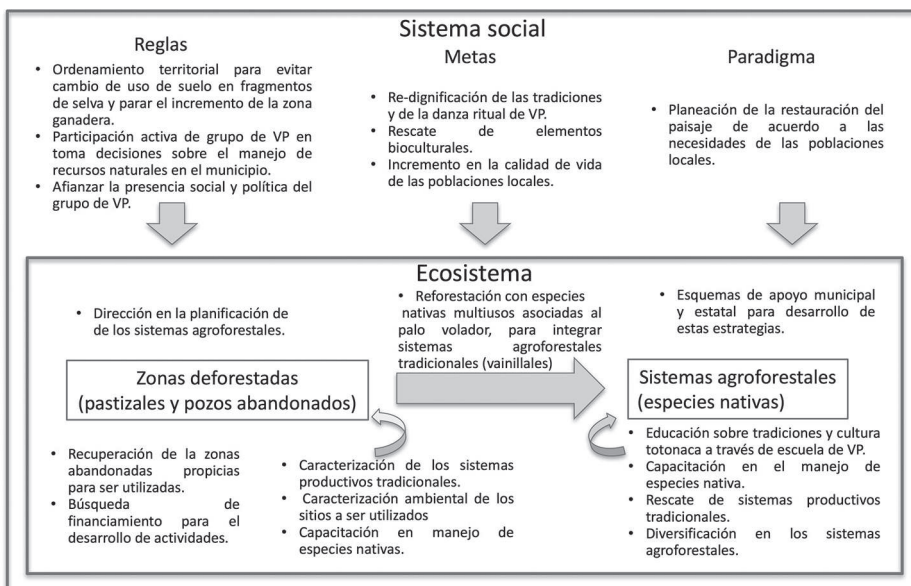 Sistema social
Reglas
• Ordenamiento territorial para evitar
cambio de uso de suelo en fragmentos
de selva y parar el incremento de la zona
ganadera.
• Participación activa de grupo de VP en
toma decisiones sobre el manejo de
recursos naturales en el municipio.
• Afianzar la presencia social y política del
grupo de VP.
Metas
• Re-dignificación de las tradiciones
y de la danza ritual de VP.
• Rescate de elementos
bioculturales.
• Incremento en la calidad de vida
de las poblaciones locales.
Paradigma
• Planeación de la restauración del
paisaje de acuerdo a las
necesidades de las poblaciones
locales.
Ecosistema
• Dirección en la planificación de
de los sistemas agroforestales.
• Reforestación con especies
nativas multiusos asociadas al
palo volador, para integrar
sistemas agroforestales
tradicionales (vainillales)
• Esquemas de apoyo municipal
y estatal para desarrollo de
estas estrategias.
Zonas deforestadas
(pastizales y pozos abandonados)
Sistemas agroforestales
(especies nativas)
• Recuperación de la zonas
abandonadas propicias
para ser utilizadas.
• Búsqueda de
financiamiento para el
desarrollo de actividades.
• Caracterización de los sistemas
productivos tradicionales.
• Caracterización ambiental de los
sitios a ser utilizados
• Capacitación en manejo de
especies nativas.
• Educación sobre tradiciones y cultura
totonaca a través de escuela de VP.
• Capacitación en el manejo de
especies nativa.
• Rescate de sistemas productivos
tradicionales.
• Diversificación en los sistemas
agroforestales.